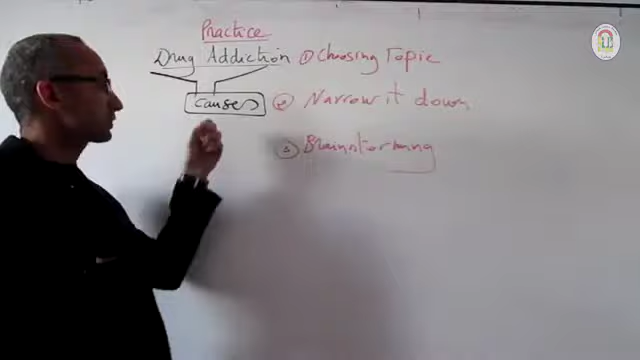 Practice
Drug Addiction ① Choosing Topic
Causes ② Narrow it down
③ Brainstorming